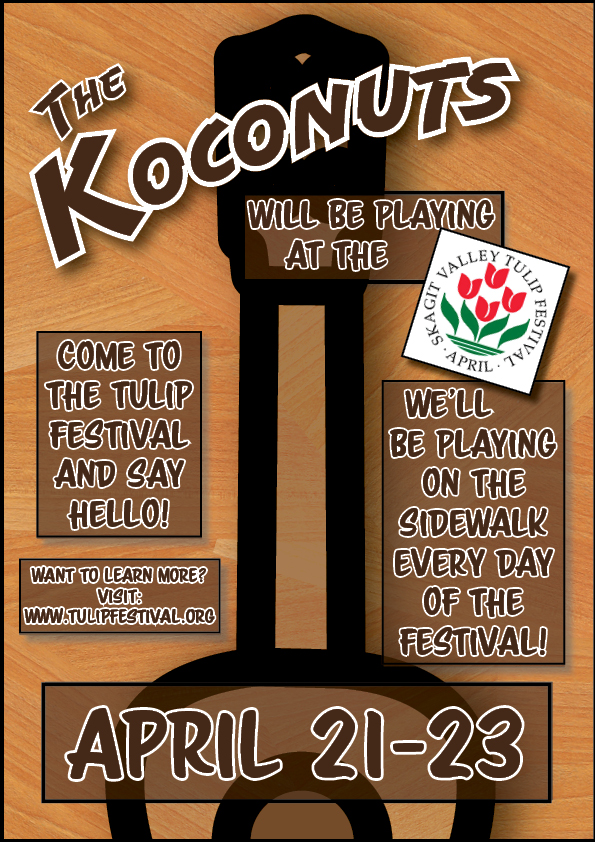 THE
KOCONUTS
WILL BE PLAYING
AT THE
SKAGIT VALLEY TULIP FESTIVAL
· APRIL ·
COME TO
THE TULIP
FESTIVAL
AND SAY
HELLO!
WE'LL
BE PLAYING
ON THE
SIDEWALK
EVERY DAY
OF THE
FESTIVAL!
WANT TO LEARN MORE?
VISIT:
WWW.TULIPFESTIVAL.ORG
APRIL 21-23